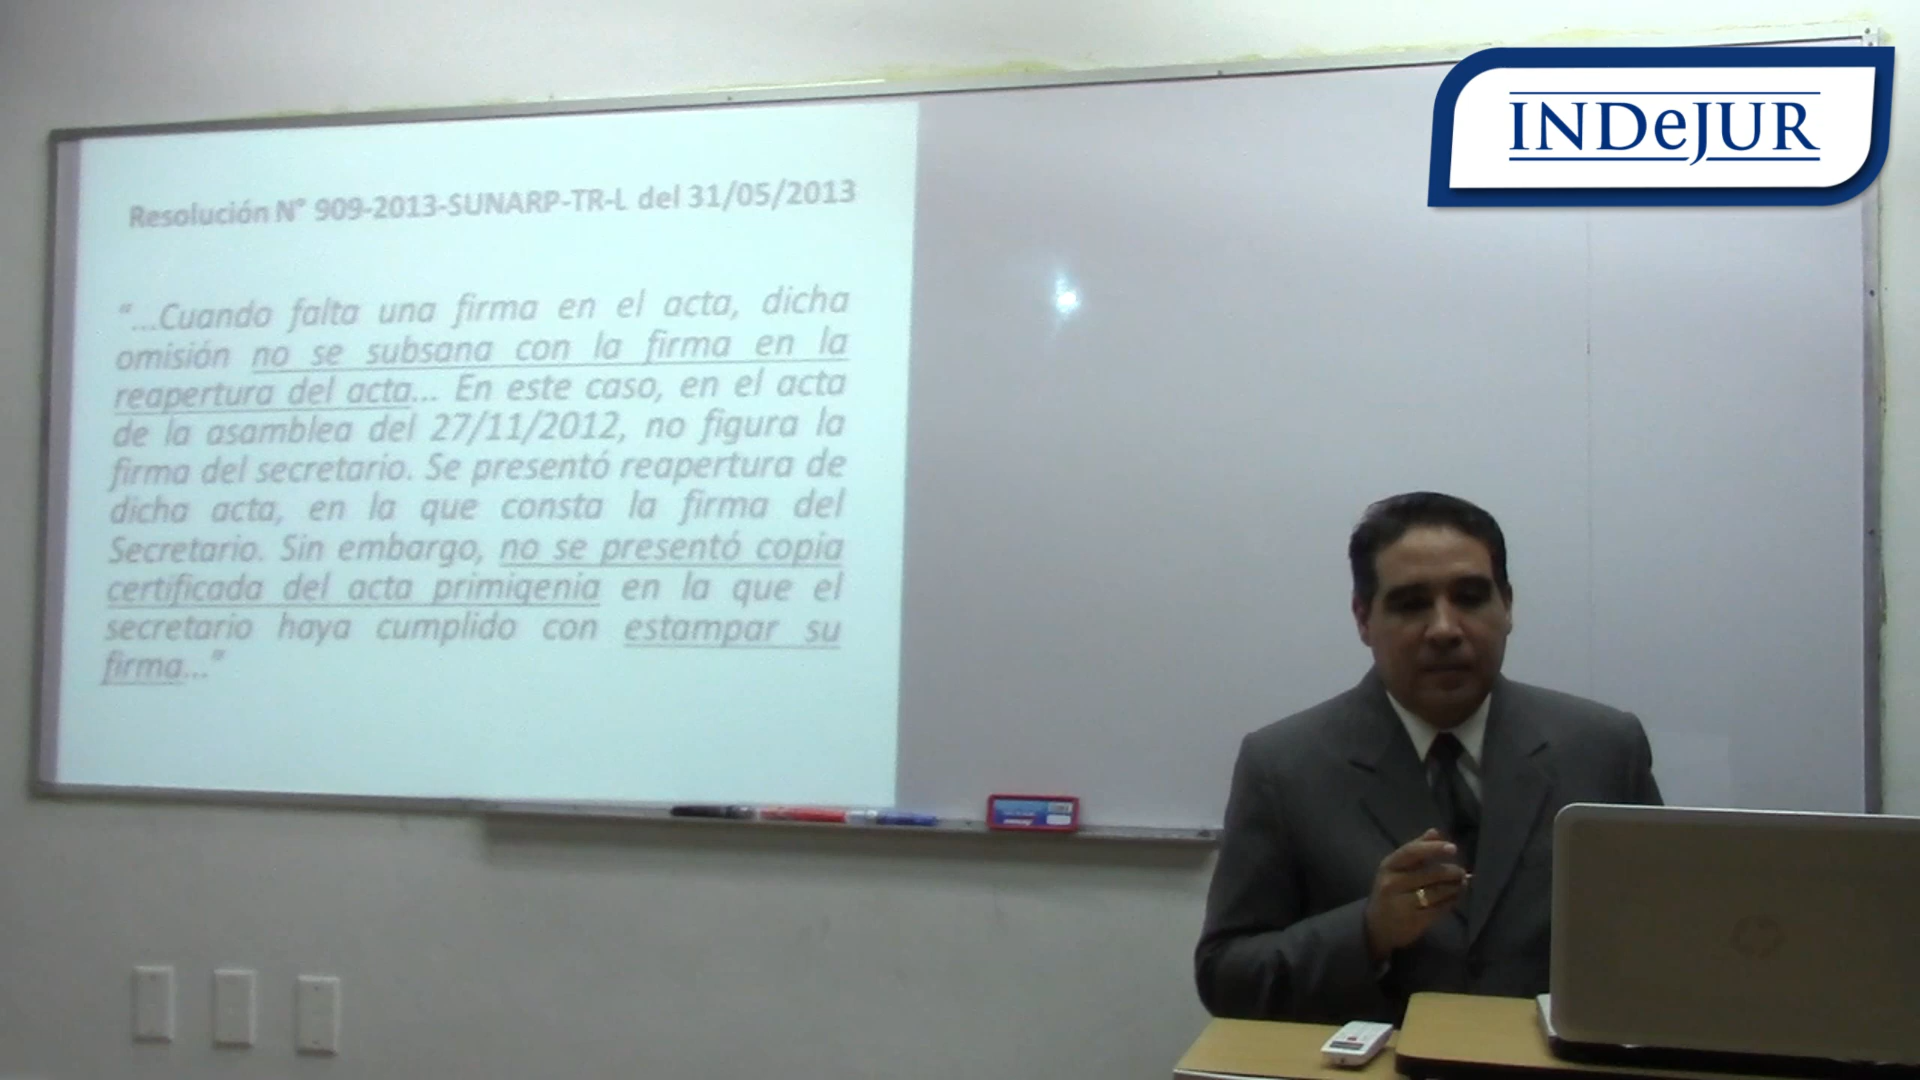 INDeJUR
Resolución N° 909-2013-SUNARP-TR-L del 31/05/2013
“...Cuando falta una firma en el acta, dicha
omisión no se subsana con la firma en la
reapertura del acta... En este caso, en el acta
de la asamblea del 27/11/2012, no figura la
firma del secretario. Se presentó reapertura de
dicha acta, en la que consta la firma del
Secretario. Sin embargo, no se presentó copia
certificada del acta primigenia en la que el
secretario haya cumplido con estampar su
firma...”